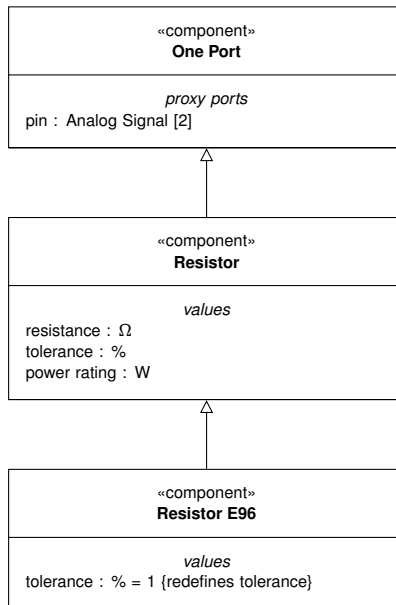 «component»
One Port
proxy ports
pin : Analog Signal [2]
«component»
Resistor
values
resistance : Ω
tolerance : %
power rating : W
«component»
Resistor E96
values
tolerance : % = 1 {redefines tolerance}